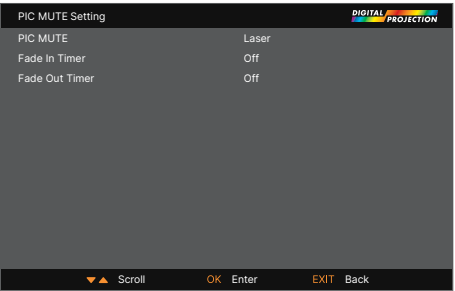 PIC MUTE Setting
DIGITAL
PROJECTION
PIC MUTE Laser
Fade In Timer Off
Fade Out Timer Off
Scroll OK Enter EXIT Back